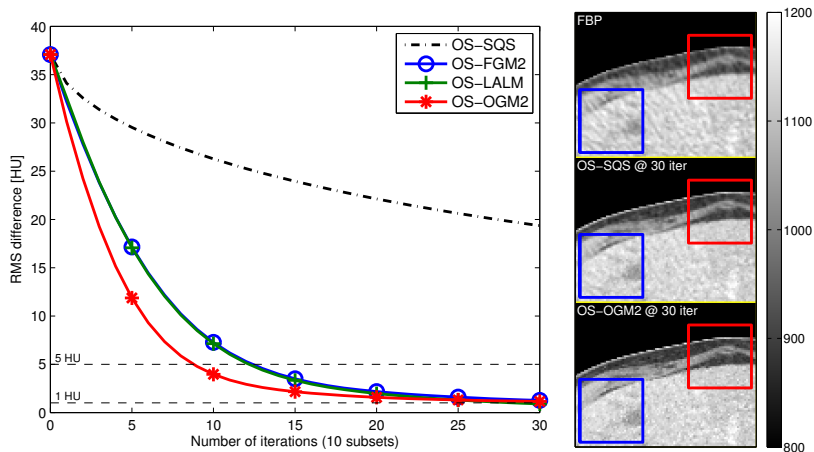 40
35
30
25
20
15
10
5
0
RMS difference [HU]
OS−SQS
OS−FGM2
OS−LALM
OS−OGM2
5 HU
1 HU
0 5 10 15 20 25 30
Number of iterations (10 subsets)
FBP
OS−SQS @ 30 iter
OS−OGM2 @ 30 iter
1200
1100
1000
900
800